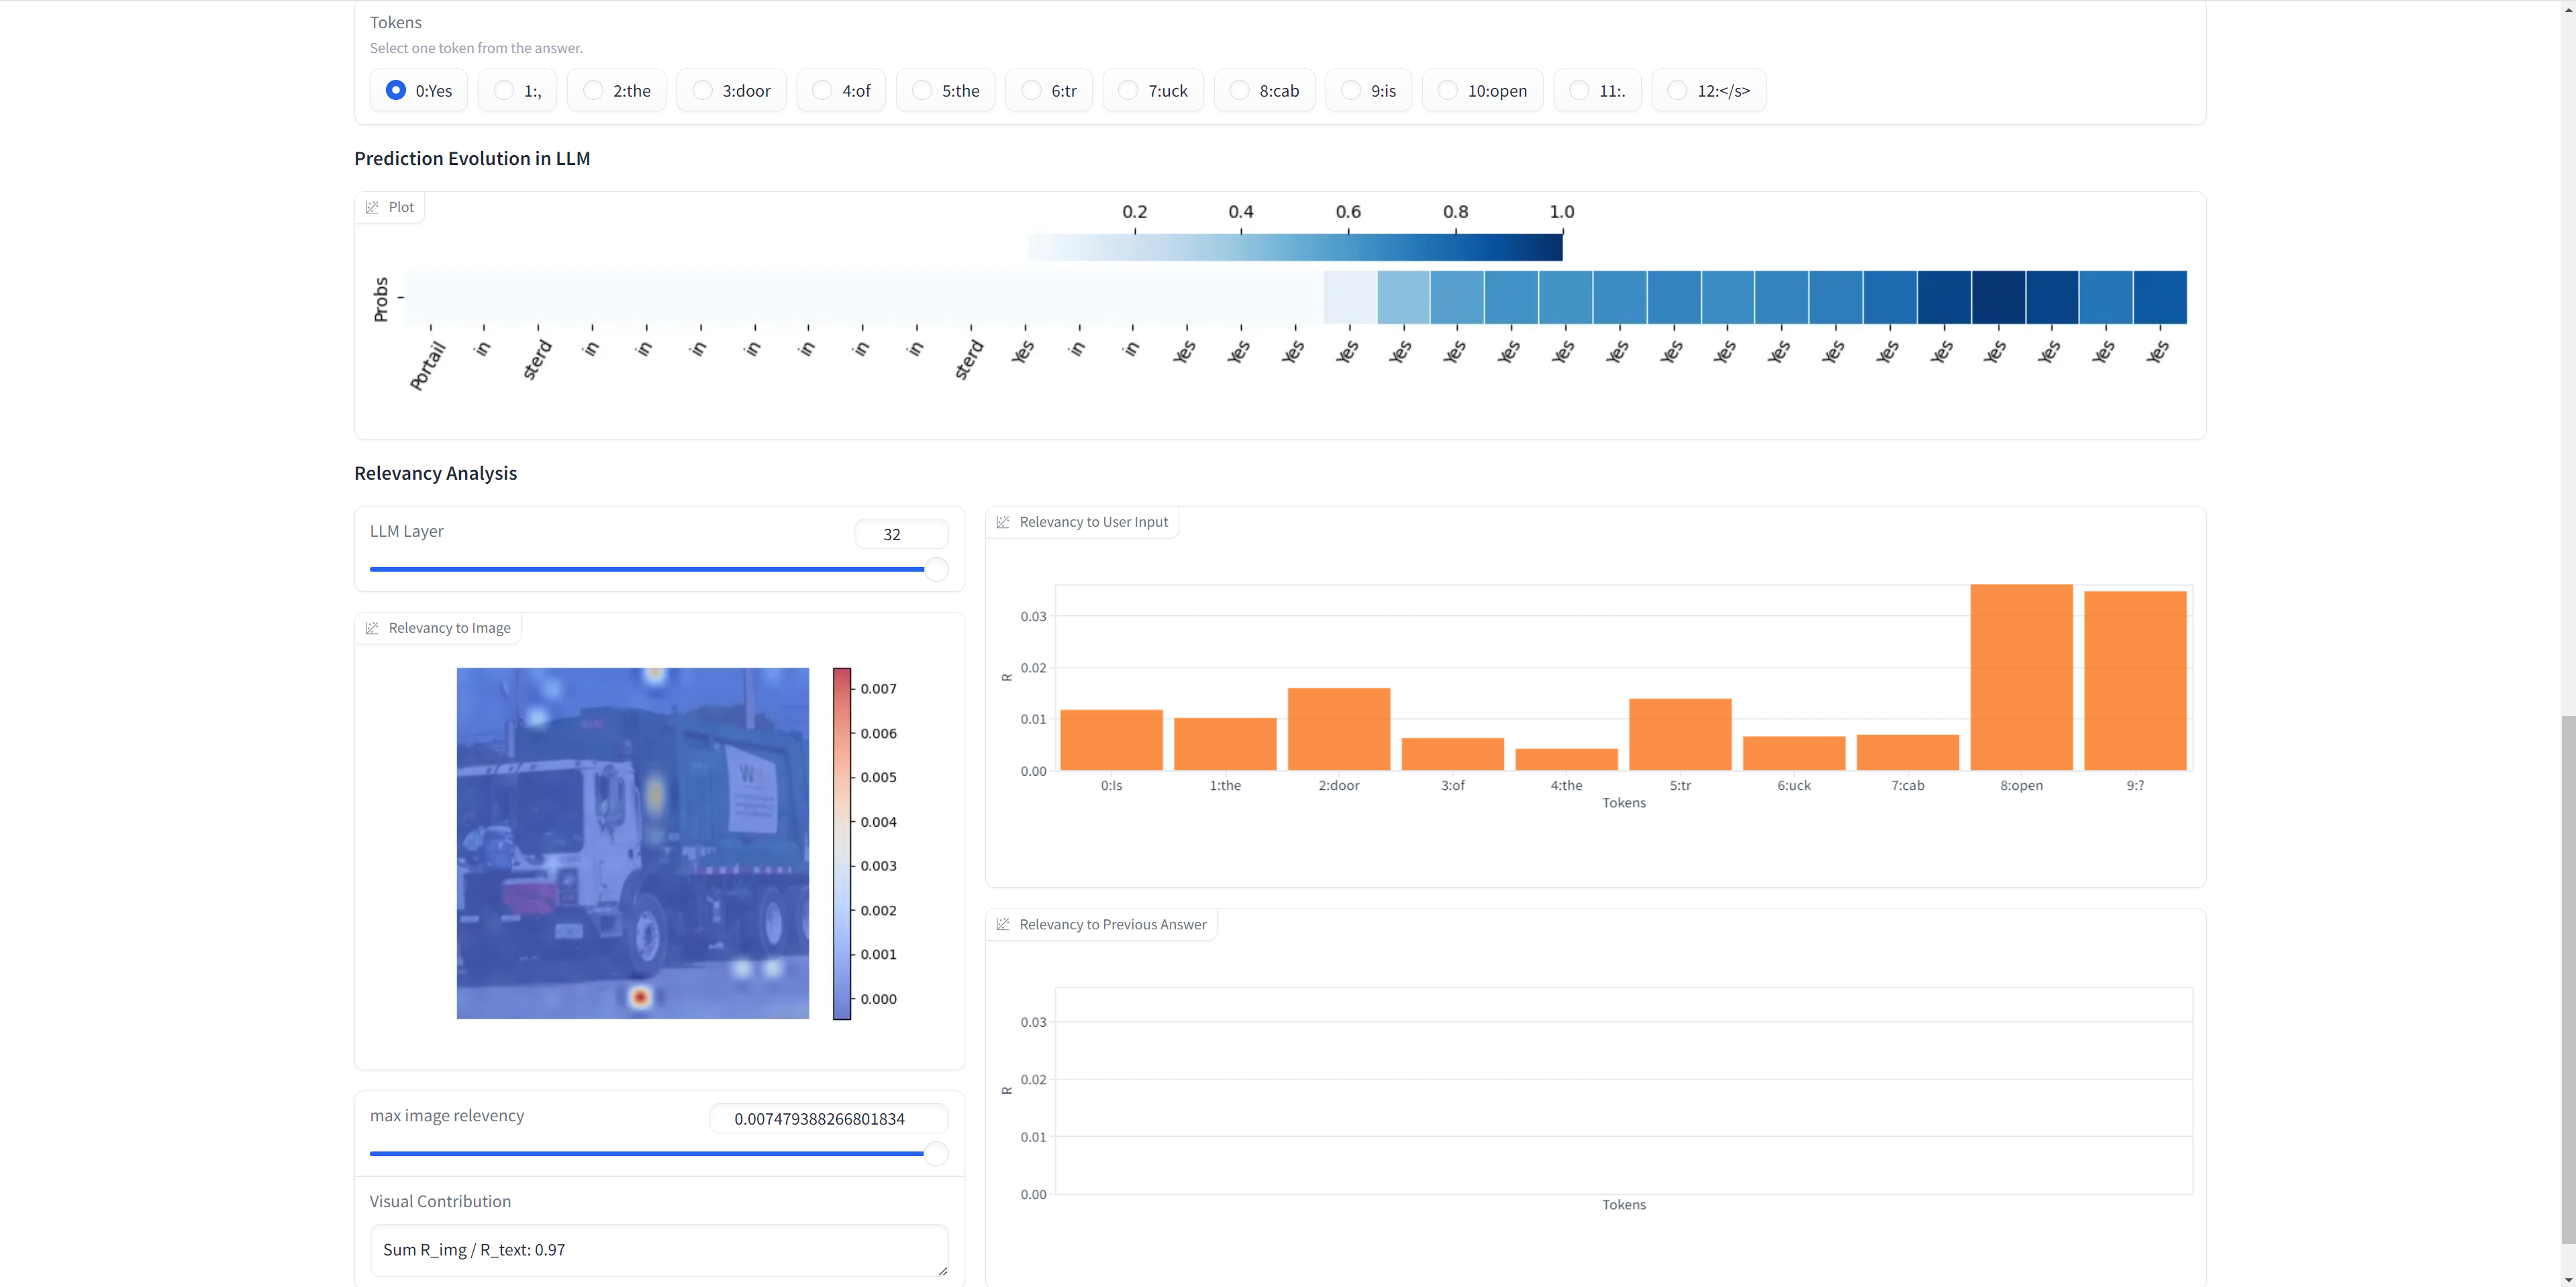 Tokens
Select one token from the answer.
0:Yes 1:, 2:the 3:door 4:of 5:the 6:tr 7:uck 8:cab 9:is 10:open 11:. 12:</s>
Prediction Evolution in LLM
Plot
0.2 0.4 0.6 0.8 1.0
Probs
Portail in sterd in in in in in in in sterd Yes in in Yes Yes Yes Yes Yes Yes Yes Yes Yes Yes Yes Yes Yes Yes Yes Yes Yes Yes Yes
Relevancy Analysis
LLM Layer
32
Relevancy to Image
0.007
0.006
0.005
0.004
0.003
0.002
0.001
0.000
W
max image relevency
0.007479388266801834
Visual Contribution
Sum R_img / R_text: 0.97
Relevancy to User Input
R
0.03
0.02
0.01
0.00
0:Is 1:the 2:door 3:of 4:the 5:tr 6:uck 7:cab 8:open 9:?
Tokens
Relevancy to Previous Answer
R
0.03
0.02
0.01
0.00
Tokens